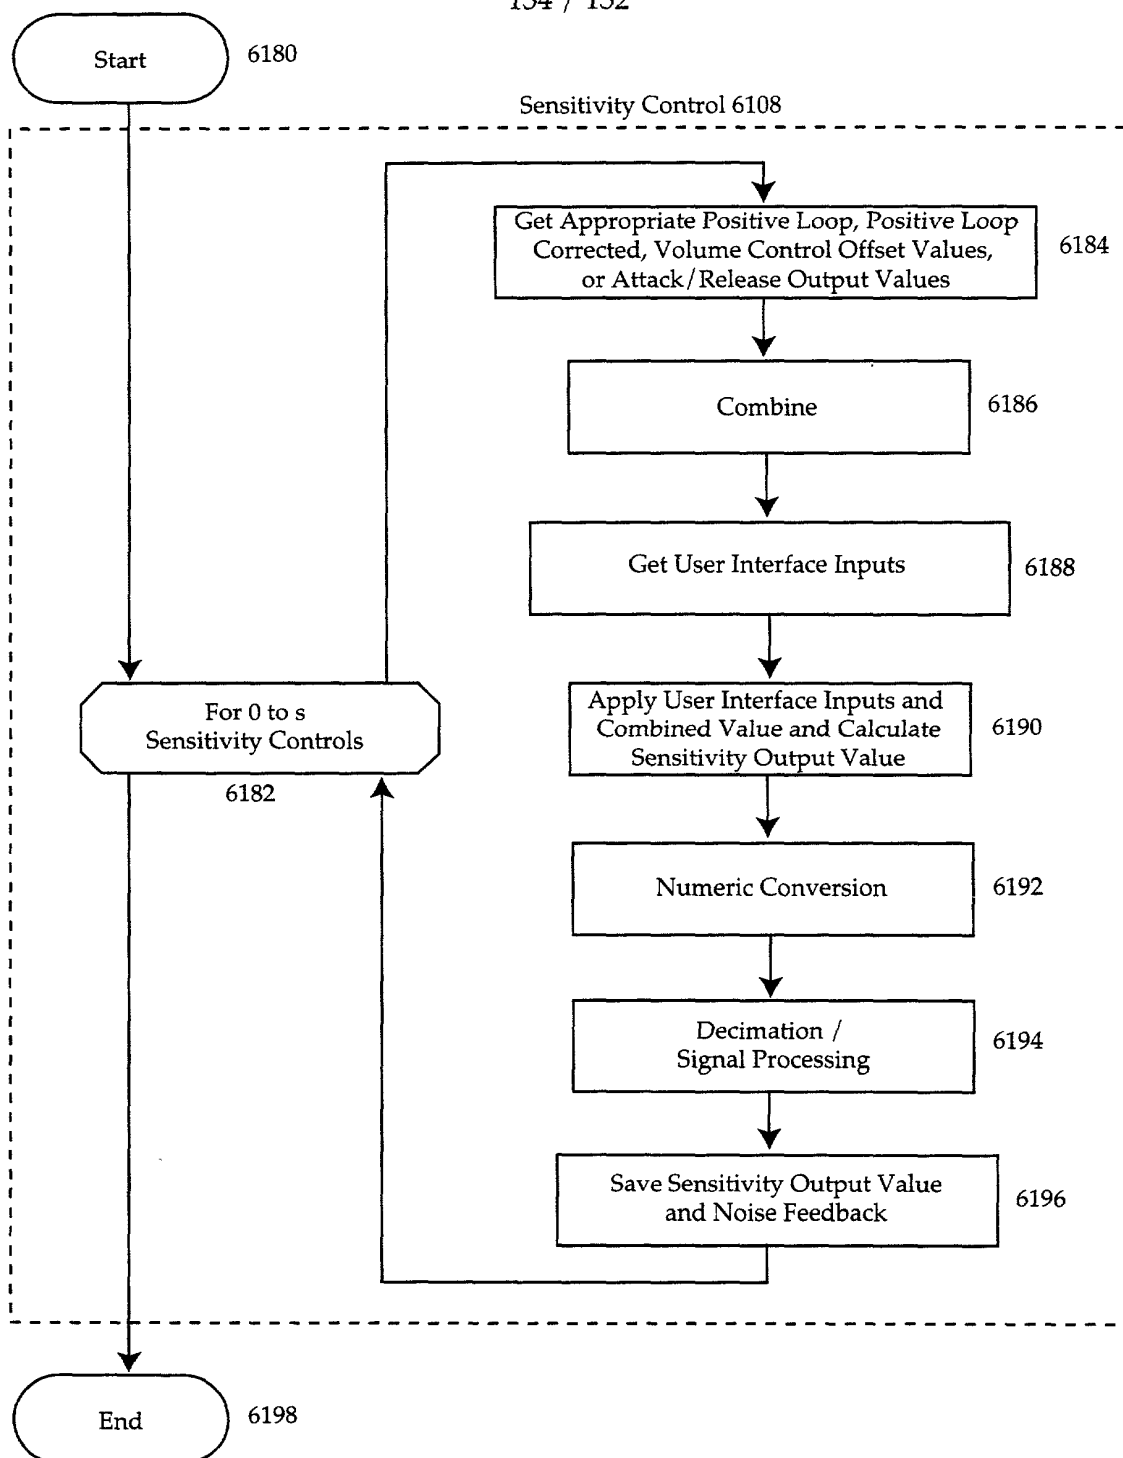 134 / 152
Start
6180
Sensitivity Control 6108
Get Appropriate Positive Loop, Positive Loop
Corrected, Volume Control Offset Values,
or Attack/Release Output Values
6184
Combine
6186
Get User Interface Inputs
6188
For 0 to s
Sensitivity Controls
6182
Apply User Interface Inputs and
Combined Value and Calculate
Sensitivity Output Value
6190
Numeric Conversion
6192
Decimation /
Signal Processing
6194
Save Sensitivity Output Value
and Noise Feedback
6196
End
6198